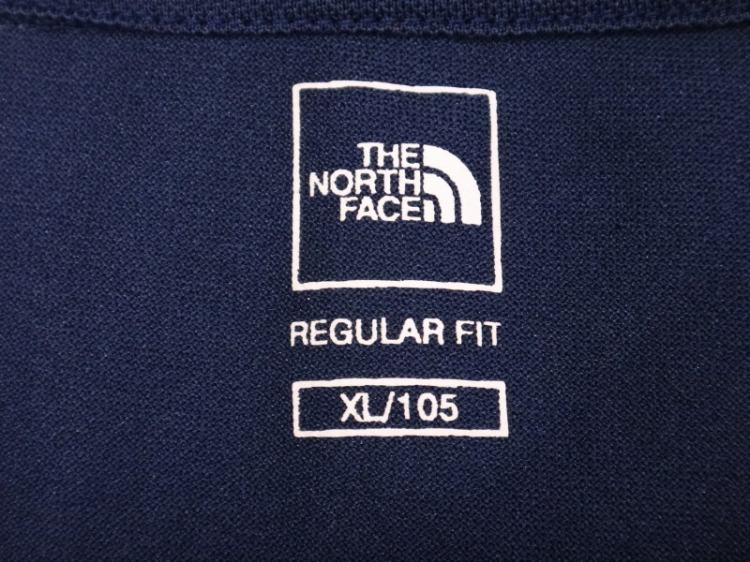 THE
NORTH
FACE
REGULAR FIT
XL/105